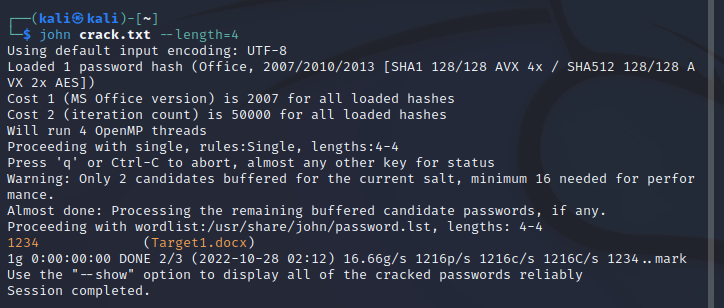 ┌──(kali㉿kali)-[~]
└─$ john crack.txt --length=4
Using default input encoding: UTF-8
Loaded 1 password hash (Office, 2007/2010/2013 [SHA1 128/128 AVX 4x / SHA512 128/128 A
VX 2x AES])
Cost 1 (MS Office version) is 2007 for all loaded hashes
Cost 2 (iteration count) is 50000 for all loaded hashes
Will run 4 OpenMP threads
Proceeding with single, rules:Single, lengths:4-4
Press 'q' or Ctrl-C to abort, almost any other key for status
Warning: Only 2 candidates buffered for the current salt, minimum 16 needed for perfor
mance.
Almost done: Processing the remaining buffered candidate passwords, if any.
Proceeding with wordlist:/usr/share/john/password.lst, lengths: 4-4
1234             (Target1.docx)
1g 0:00:00:00 DONE 2/3 (2022-10-28 02:12) 16.66g/s 1216p/s 1216c/s 1216C/s 1234..mark
Use the "--show" option to display all of the cracked passwords reliably
Session completed.